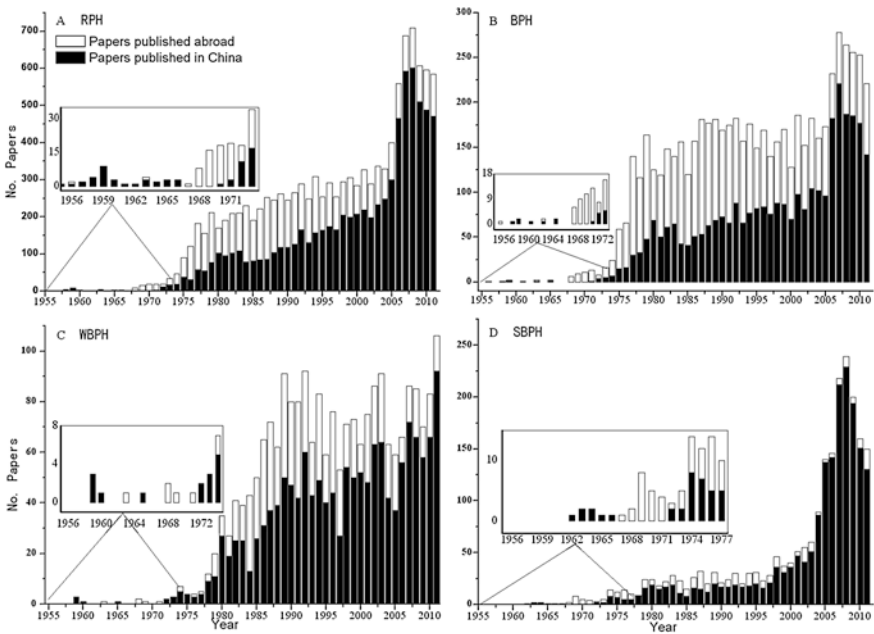 A RPH
Papers published abroad
Papers published in China
No. Papers
700
600
500
400
300
200
100
0
30
15
0
1956 1959 1962 1965 1968 1971
1955 1960 1965 1970 1975 1980 1985 1990 1995 2000 2005 2010
B BPH
300
250
200
150
100
50
0
18
12
6
0
1956 1960 1964 1968 1972
1955 1960 1965 1970 1975 1980 1985 1990 1995 2000 2005 2010
C WBPH
No. Papers
100
80
60
40
20
0
8
4
0
1956 1960 1964 1968 1972
1955 1960 1965 1970 1975 1980 1985 1990 1995 2000 2005 2010
Year
D SBPH
250
200
150
100
50
0
10
0
1956 1959 1962 1965 1968 1971 1974 1977
1955 1960 1965 1970 1975 1980 1985 1990 1995 2000 2005 2010
Year